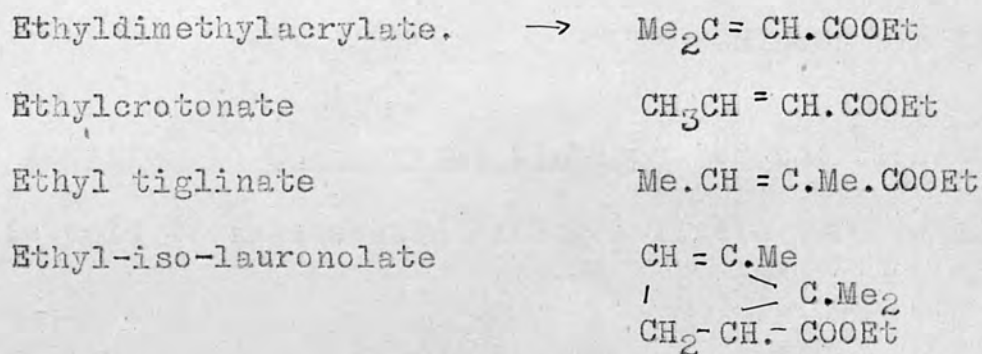 Ethyldimethylacrylate. → Me₂C = CH.COOEt
Ethylcrotonate CH₃CH = CH.COOEt
Ethyl tiglinate Me.CH = C.Me.COOEt
Ethyl-iso-lauronolate CH = C.Me
C.Me₂
CH₂-CH.- COOEt